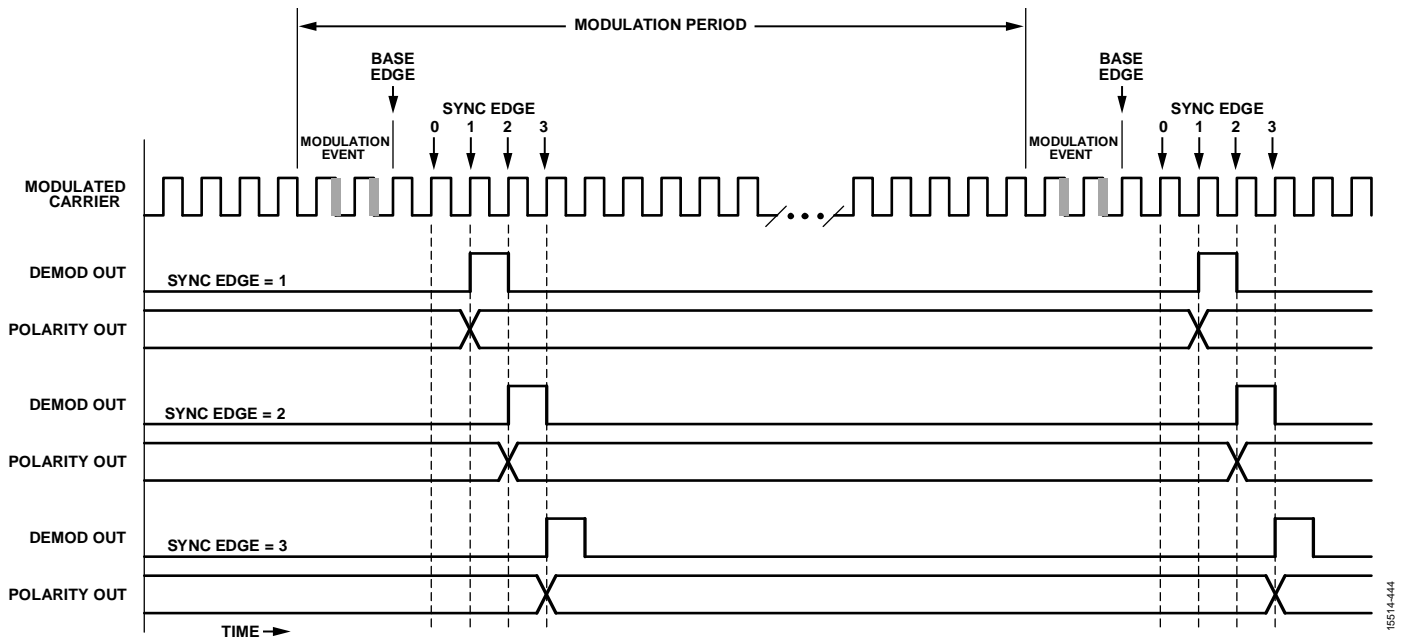 MODULATION PERIOD
BASE
EDGE
BASE
EDGE
SYNC EDGE
0 1 2 3
SYNC EDGE
0 1 2 3
MODULATION
EVENT
MODULATION
EVENT
MODULATED
CARRIER
DEMOD OUT
SYNC EDGE = 1
POLARITY OUT
DEMOD OUT
SYNC EDGE = 2
POLARITY OUT
DEMOD OUT
SYNC EDGE = 3
POLARITY OUT
TIME
15514-444